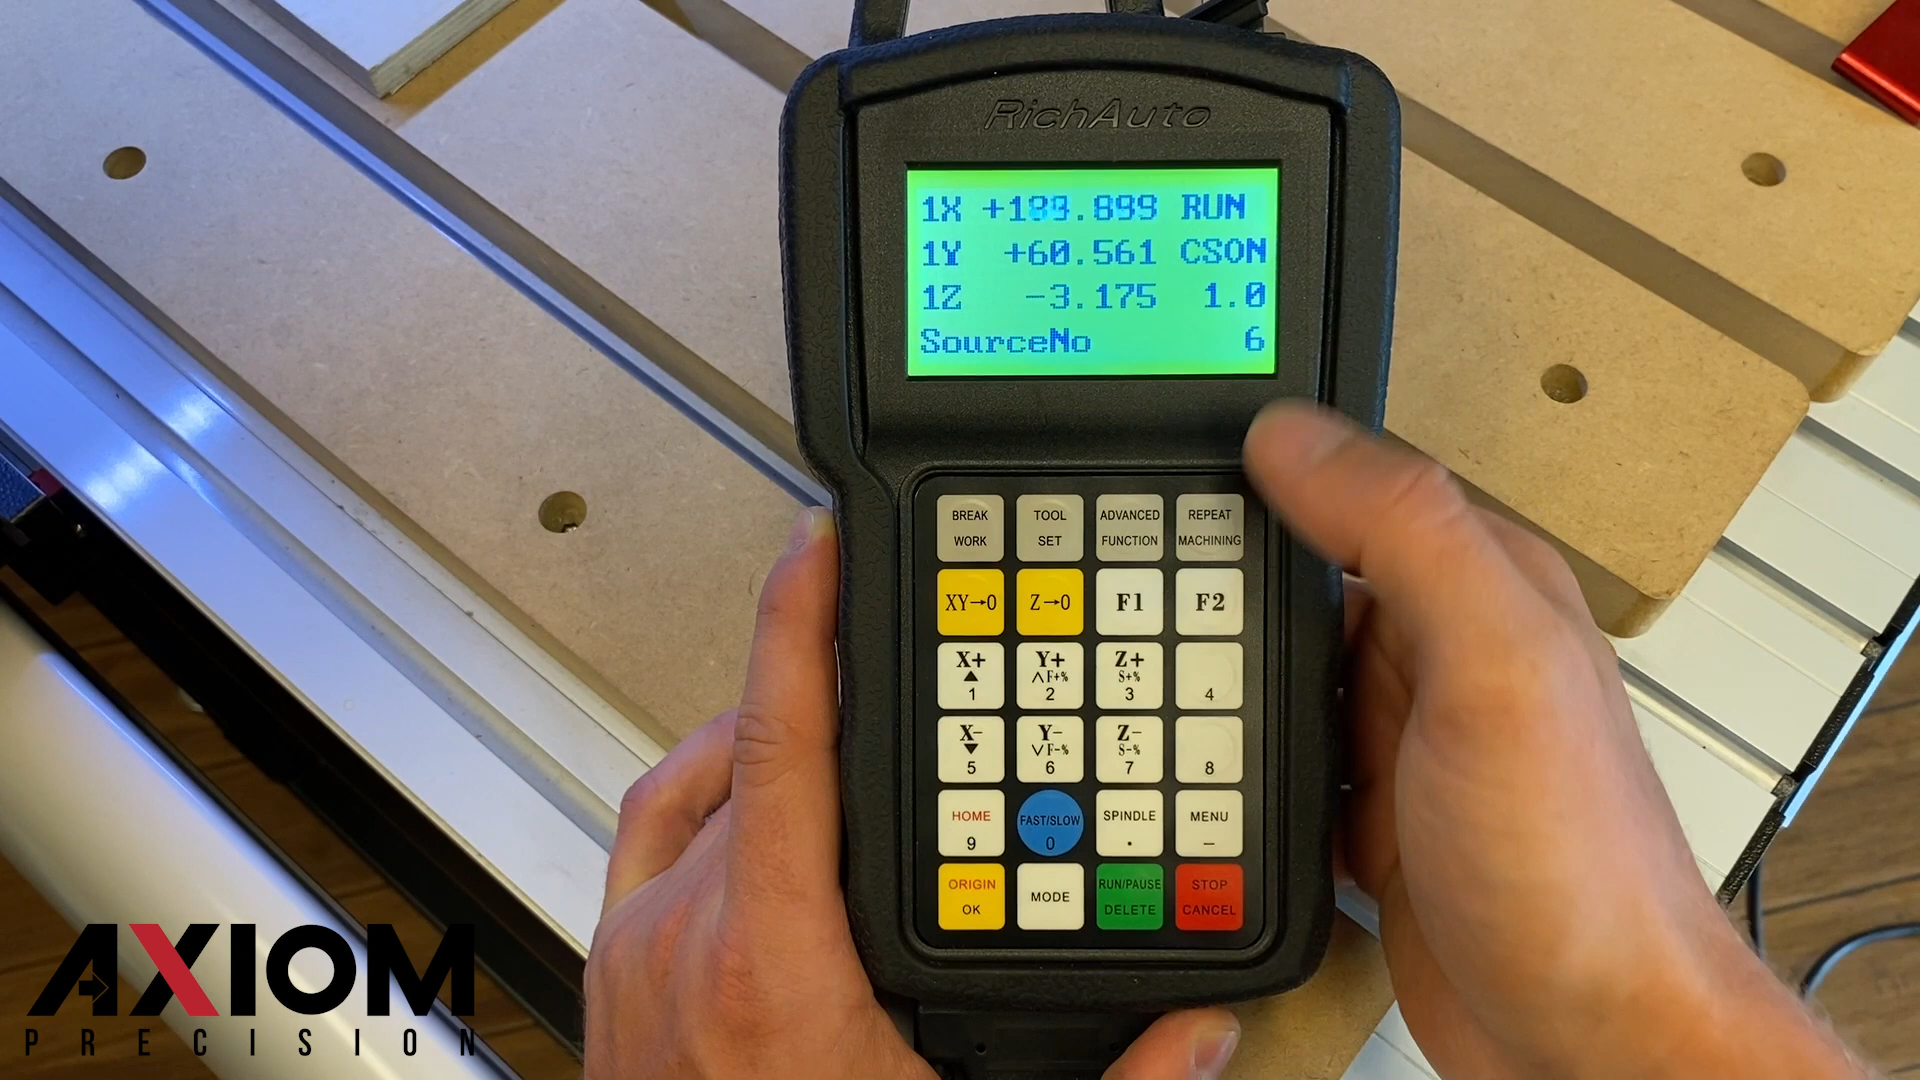 RichAuto
1X RUN
1Y +60.561 CSON
1Z -3.175 1.0
SourceNo 6
BREAK WORK
TOOL SET
ADVANCED FUNCTION
REPEAT MACHINING
XY→0
Z→0
F1
F2
X+ ▲ 1
Y+ ∧F+% 2
Z+ S+% 3
4
X- ▼ 5
Y- ∨F-% 6
Z- S-% 7
8
HOME 9
FAST/SLOW 0
SPINDLE .
MENU –
ORIGIN OK
MODE
RUN/PAUSE DELETE
STOP CANCEL
AXIOM
PRECISION